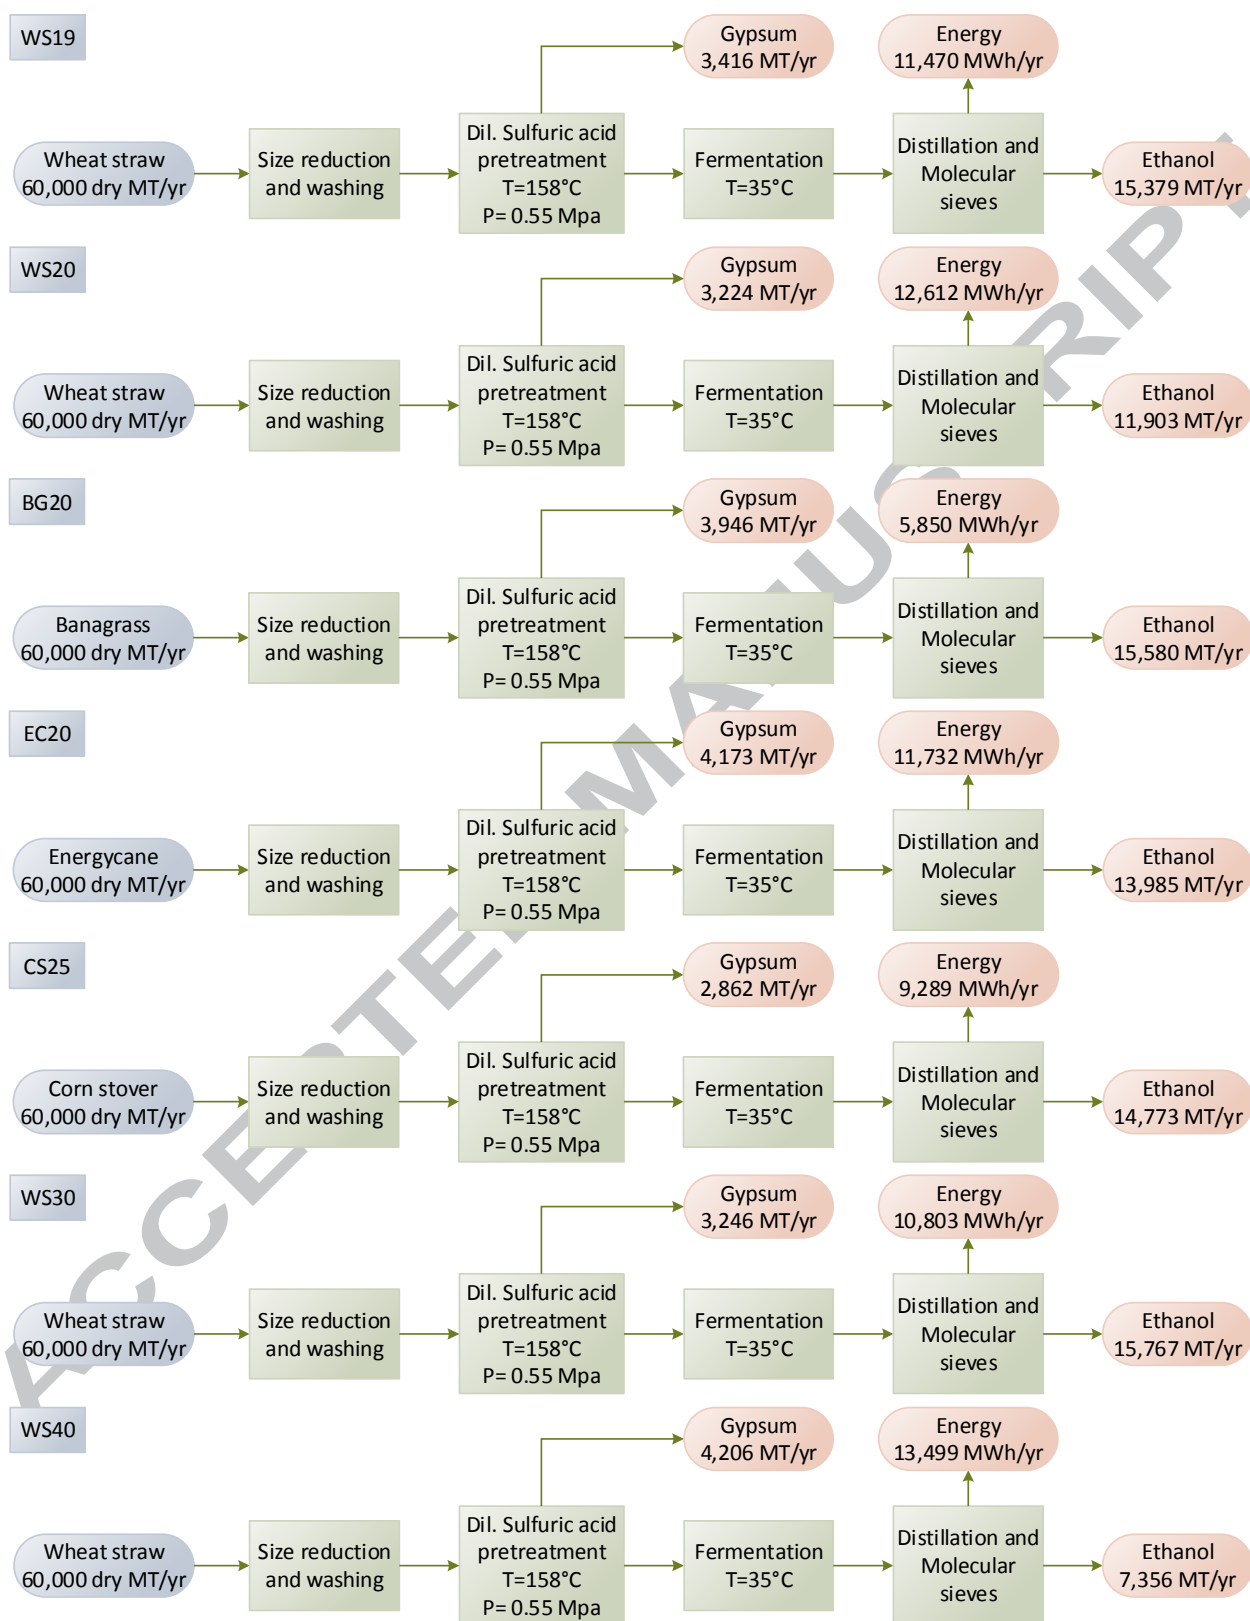 WS19
Gypsum
3,416 MT/yr
Energy
11,470 MWh/yr
Wheat straw
60,000 dry MT/yr
Size reduction
and washing
Dil. Sulfuric acid
pretreatment
T=158°C
P= 0.55 Mpa
Fermentation
T=35°C
Distillation and
Molecular
sieves
Ethanol
15,379 MT/yr
WS20
Gypsum
3,224 MT/yr
Energy
12,612 MWh/yr
Wheat straw
60,000 dry MT/yr
Size reduction
and washing
Dil. Sulfuric acid
pretreatment
T=158°C
P= 0.55 Mpa
Fermentation
T=35°C
Distillation and
Molecular
sieves
Ethanol
11,903 MT/yr
BG20
Gypsum
3,946 MT/yr
Energy
5,850 MWh/yr
Banagrass
60,000 dry MT/yr
Size reduction
and washing
Dil. Sulfuric acid
pretreatment
T=158°C
P= 0.55 Mpa
Fermentation
T=35°C
Distillation and
Molecular
sieves
Ethanol
15,580 MT/yr
EC20
Gypsum
4,173 MT/yr
Energy
11,732 MWh/yr
Energycane
60,000 dry MT/yr
Size reduction
and washing
Dil. Sulfuric acid
pretreatment
T=158°C
P= 0.55 Mpa
Fermentation
T=35°C
Distillation and
Molecular
sieves
Ethanol
13,985 MT/yr
CS25
Gypsum
2,862 MT/yr
Energy
9,289 MWh/yr
Corn stover
60,000 dry MT/yr
Size reduction
and washing
Dil. Sulfuric acid
pretreatment
T=158°C
P= 0.55 Mpa
Fermentation
T=35°C
Distillation and
Molecular
sieves
Ethanol
14,773 MT/yr
WS30
Gypsum
3,246 MT/yr
Energy
10,803 MWh/yr
Wheat straw
60,000 dry MT/yr
Size reduction
and washing
Dil. Sulfuric acid
pretreatment
T=158°C
P= 0.55 Mpa
Fermentation
T=35°C
Distillation and
Molecular
sieves
Ethanol
15,767 MT/yr
WS40
Gypsum
4,206 MT/yr
Energy
13,499 MWh/yr
Wheat straw
60,000 dry MT/yr
Size reduction
and washing
Dil. Sulfuric acid
pretreatment
T=158°C
P= 0.55 Mpa
Fermentation
T=35°C
Distillation and
Molecular
sieves
Ethanol
7,356 MT/yr
ACCEPTED MANUSCRIPT